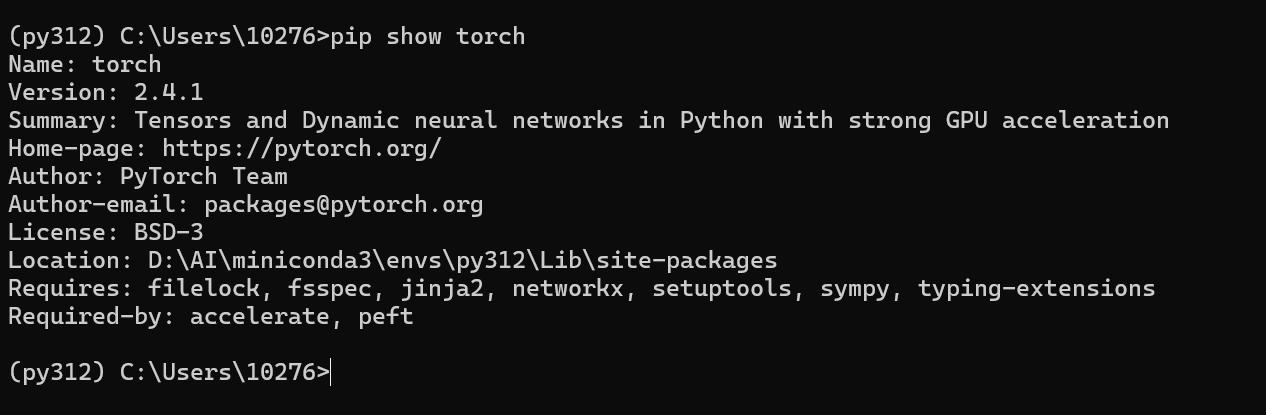 (py312) C:\Users\10276>pip show torch
Name: torch
Version: 2.4.1
Summary: Tensors and Dynamic neural networks in Python with strong GPU acceleration
Home-page: https://pytorch.org/
Author: PyTorch Team
Author-email: packages@pytorch.org
License: BSD-3
Location: D:\AI\miniconda3\envs\py312\Lib\site-packages
Requires: filelock, fsspec, jinja2, networkx, setuptools, sympy, typing-extensions
Required-by: accelerate, peft
(py312) C:\Users\10276>